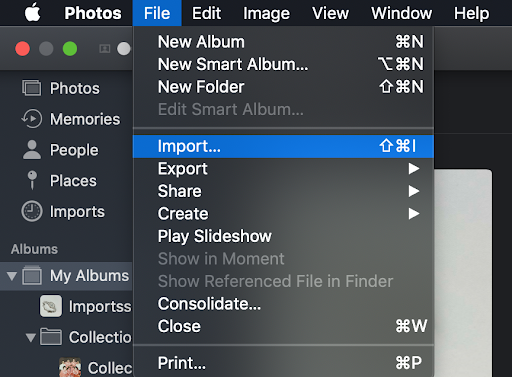 Photos File Edit Image View Window Help
New Album ⌘N
New Smart Album... ⌥⌘N
New Folder ⇧⌘N
Edit Smart Album...
Import... ⇧⌘I
Export ▶
Share ▶
Create ▶
Play Slideshow
Show in Moment
Show Referenced File in Finder
Consolidate...
Close ⌘W
Print... ⌘P
Photos
Memories
People
Places
Imports
Albums
My Albums
Importss
Collectio
Collec